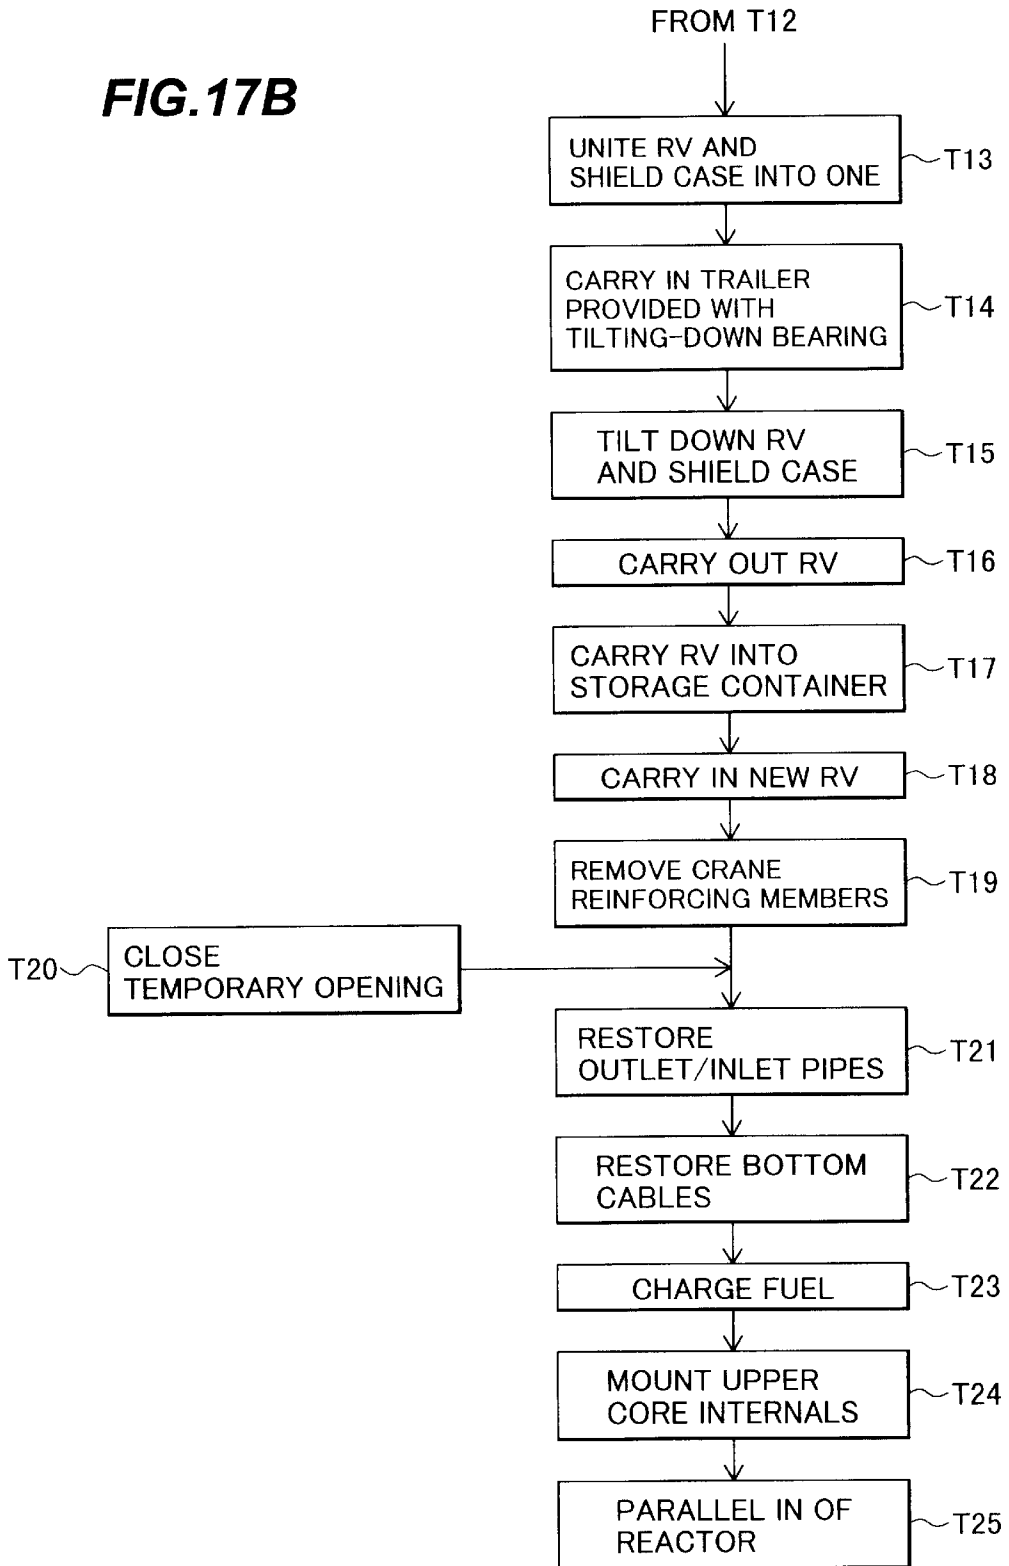 FROM T12
FIG.17B
UNITE RV AND
SHIELD CASE INTO ONE
T13
CARRY IN TRAILER
PROVIDED WITH
TILTING-DOWN BEARING
T14
TILT DOWN RV
AND SHIELD CASE
T15
CARRY OUT RV
T16
CARRY RV INTO
STORAGE CONTAINER
T17
CARRY IN NEW RV
T18
REMOVE CRANE
REINFORCING MEMBERS
T19
T20
CLOSE
TEMPORARY OPENING
RESTORE
OUTLET/INLET PIPES
T21
RESTORE BOTTOM
CABLES
T22
CHARGE FUEL
T23
MOUNT UPPER
CORE INTERNALS
T24
PARALLEL IN OF
REACTOR
T25